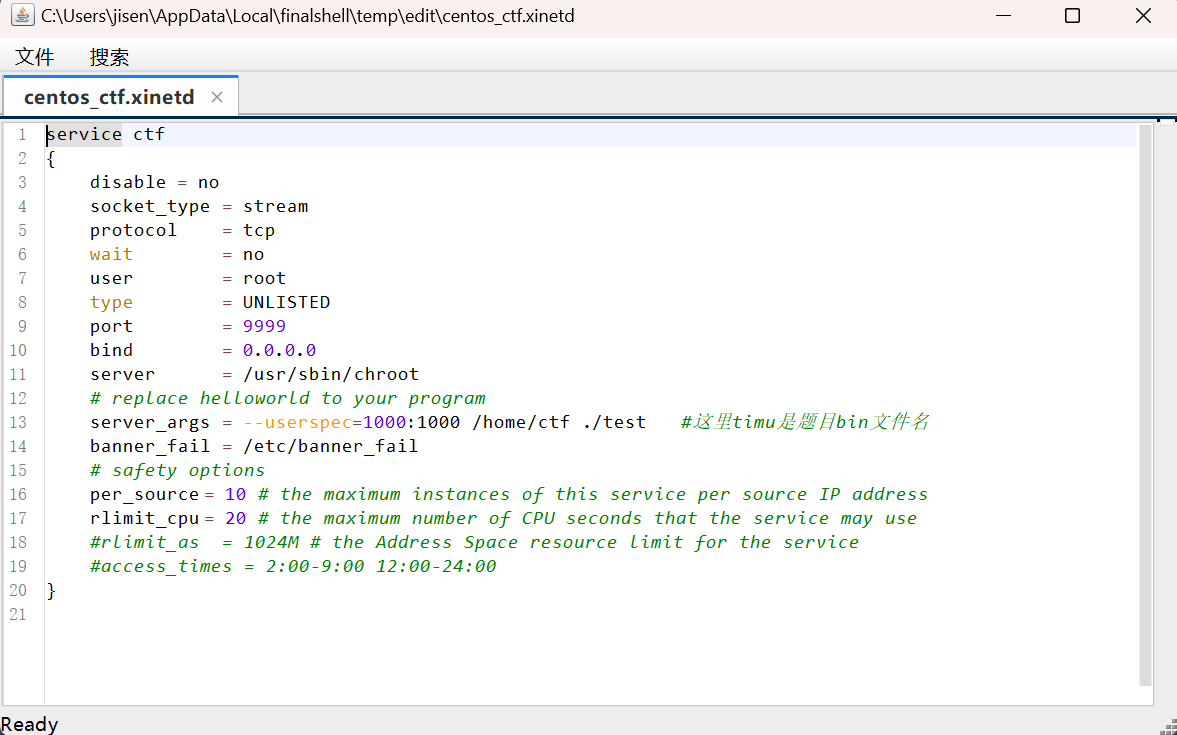 C:\Users\jisen\AppData\Local\finalshell\temp\edit\centos_ctf.xinetd
文件 搜索
centos_ctf.xinetd
1 service ctf
2 {
3 disable = no
4 socket_type = stream
5 protocol = tcp
6 wait = no
7 user = root
8 type = UNLISTED
9 port = 9999
10 bind = 0.0.0.0
11 server = /usr/sbin/chroot
12 # replace helloworld to your program
13 server_args = --userspec=1000:1000 /home/ctf ./test #这里timu是题目bin文件名
14 banner_fail = /etc/banner_fail
15 # safety options
16 per_source = 10 # the maximum instances of this service per source IP address
17 rlimit_cpu = 20 # the maximum number of CPU seconds that the service may use
18 #rlimit_as = 1024M # the Address Space resource limit for the service
19 #access_times = 2:00-9:00 12:00-24:00
20 }
21
Ready